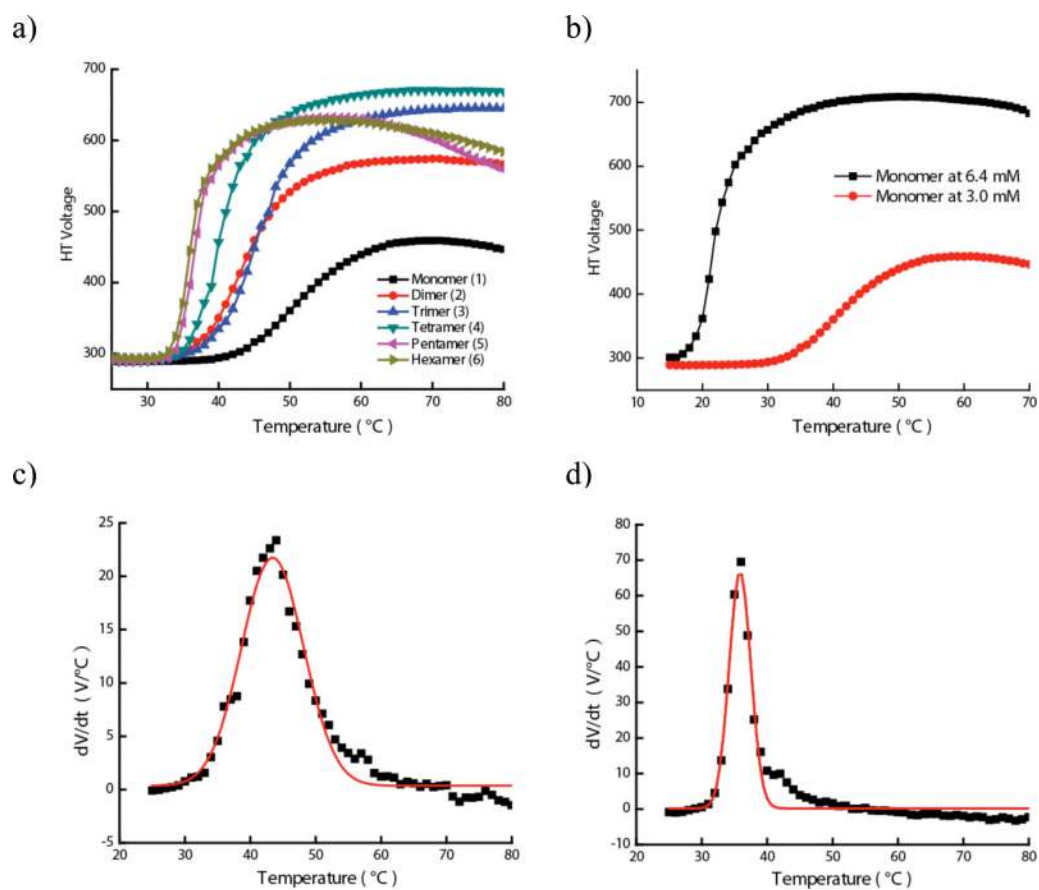 a)
700
600
500
400
300
HT Voltage
30 40 50 60 70 80
Temperature ( °C)
Monomer (1)
Dimer (2)
Trimer (3)
Tetramer (4)
Pentamer (5)
Hexamer (6)
b)
700
600
500
400
300
HT Voltage
10 20 30 40 50 60 70
Temperature ( °C)
Monomer at 6.4 mM
Monomer at 3.0 mM
c)
25
20
15
10
5
0
-5
dV/dt ( V/°C)
20 30 40 50 60 70 80
Temperature ( °C)
d)
80
70
60
50
40
30
20
10
0
-10
dV/dt ( V/°C)
20 30 40 50 60 70 80
Temperature ( °C)